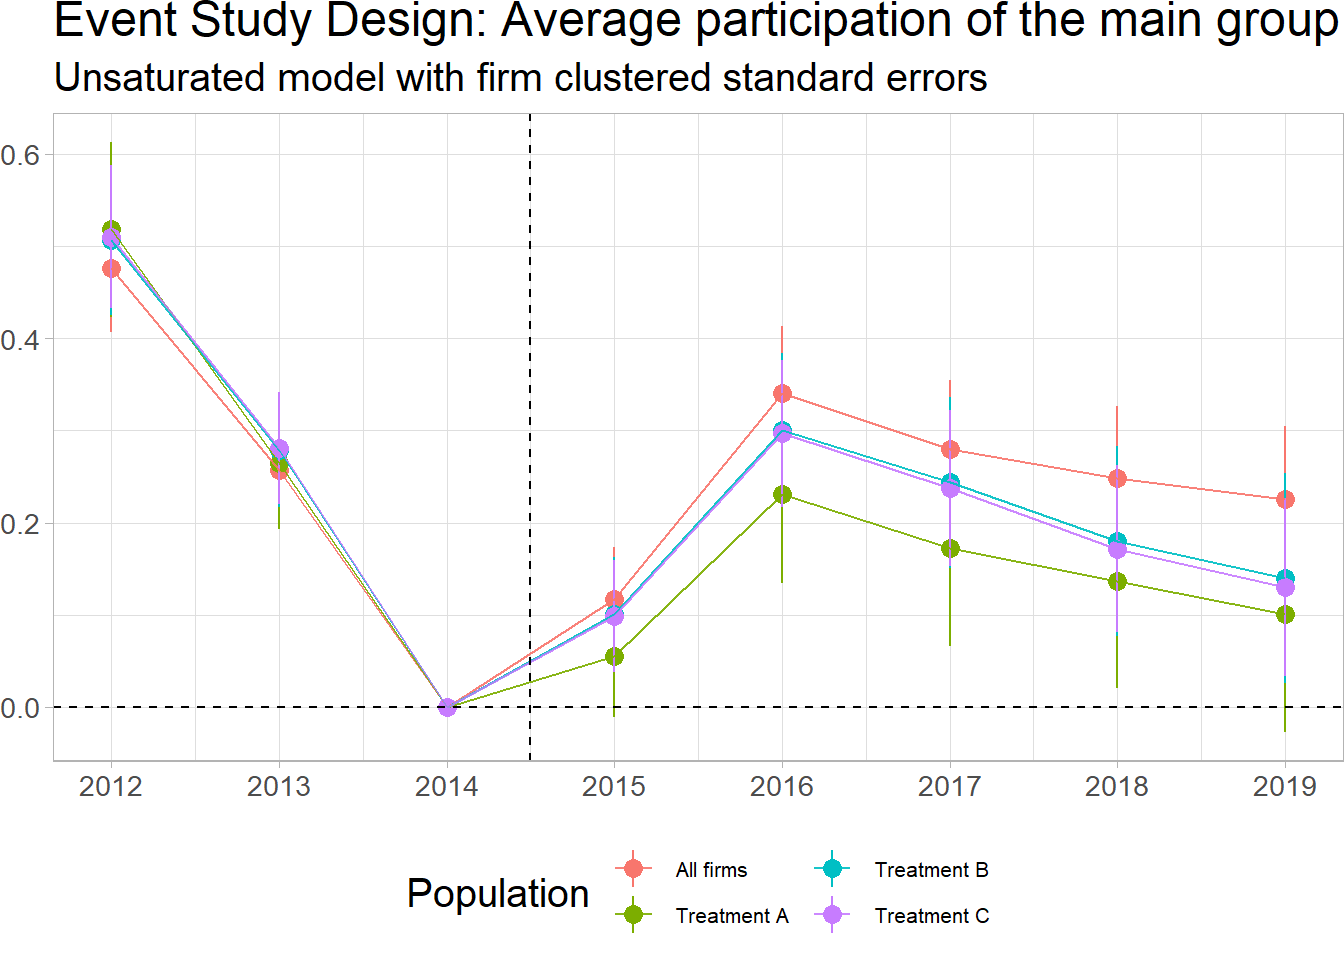 Event Study Design: Average participation of the main group
Unsaturated model with firm clustered standard errors
0.6
0.4
0.2
0.0
2012 2013 2014 2015 2016 2017 2018 2019
Population
All firms
Treatment A
Treatment B
Treatment C